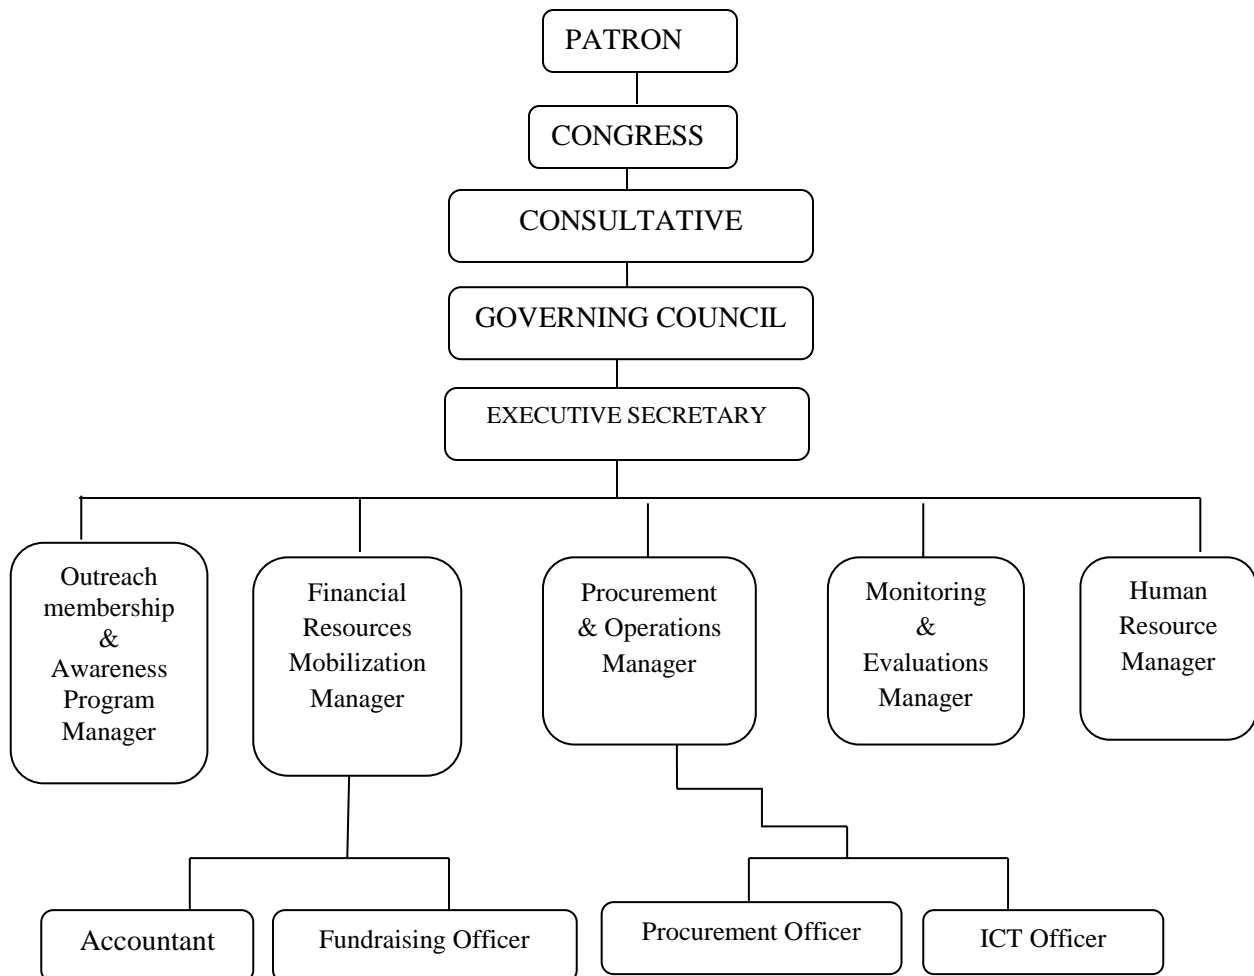 PATRON
CONGRESS
CONSULTATIVE
GOVERNING COUNCIL
EXECUTIVE SECRETARY
Outreach
membership
&
Awareness
Program
Manager
Financial
Resources
Mobilization
Manager
Procurement
& Operations
Manager
Monitoring
&
Evaluations
Manager
Human
Resource
Manager
Accountant
Fundraising Officer
Procurement Officer
ICT Officer